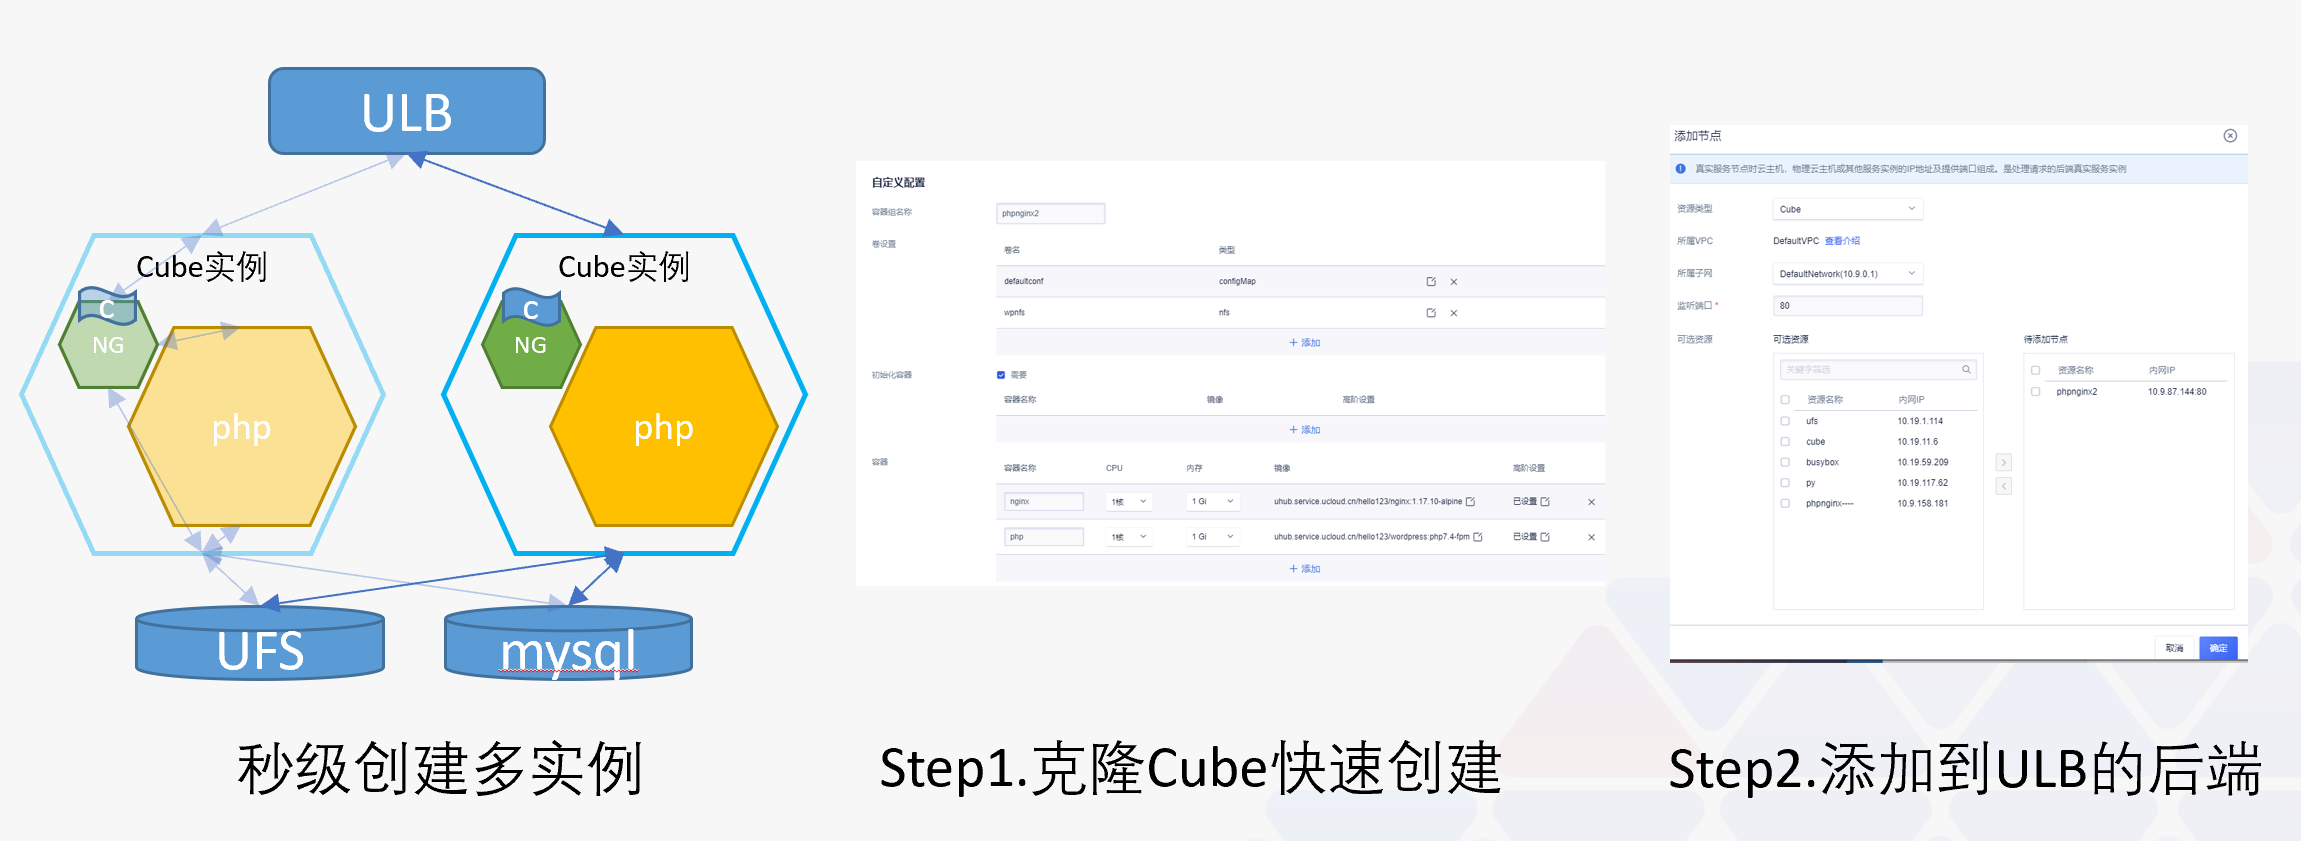 ULB
Cube实例
C
NG
php
Cube实例
C
NG
php
UFS
mysql
秒级创建多实例
自定义配置
容器组名称
phpnginx2
卷设置
卷名 类型
defaultconf configMap
wpnfs nfs
+ 添加
初始化容器
需要
容器名称 镜像 高阶设置
+ 添加
容器
容器名称 CPU 内存 镜像 高阶设置
nginx 1核 1 Gi uhub.service.ucloud.cn/hello123/nginx:1.17.10-alpine 已设置
php 1核 1 Gi uhub.service.ucloud.cn/hello123/wordpress:php7.4-fpm 已设置
+ 添加
Step1.克隆Cube快速创建
添加节点
真实服务节点时云主机，物理云主机或其他服务实例的IP地址及提供端口组成。是处理请求的后端真实服务实例
资源类型 Cube
所属VPC DefaultVPC 查看介绍
所属子网 DefaultNetwork(10.9.0.1)
监听端口 * 80
可选资源 可选资源 待添加节点
关键字筛选
资源名称 内网IP
ufs 10.19.1.114
cube 10.19.11.6
busybox 10.19.59.209
py 10.19.117.62
phpnginx---- 10.9.158.181
资源名称 内网IP
phpnginx2 10.9.87.144:80
取消 确定
Step2.添加到ULB的后端